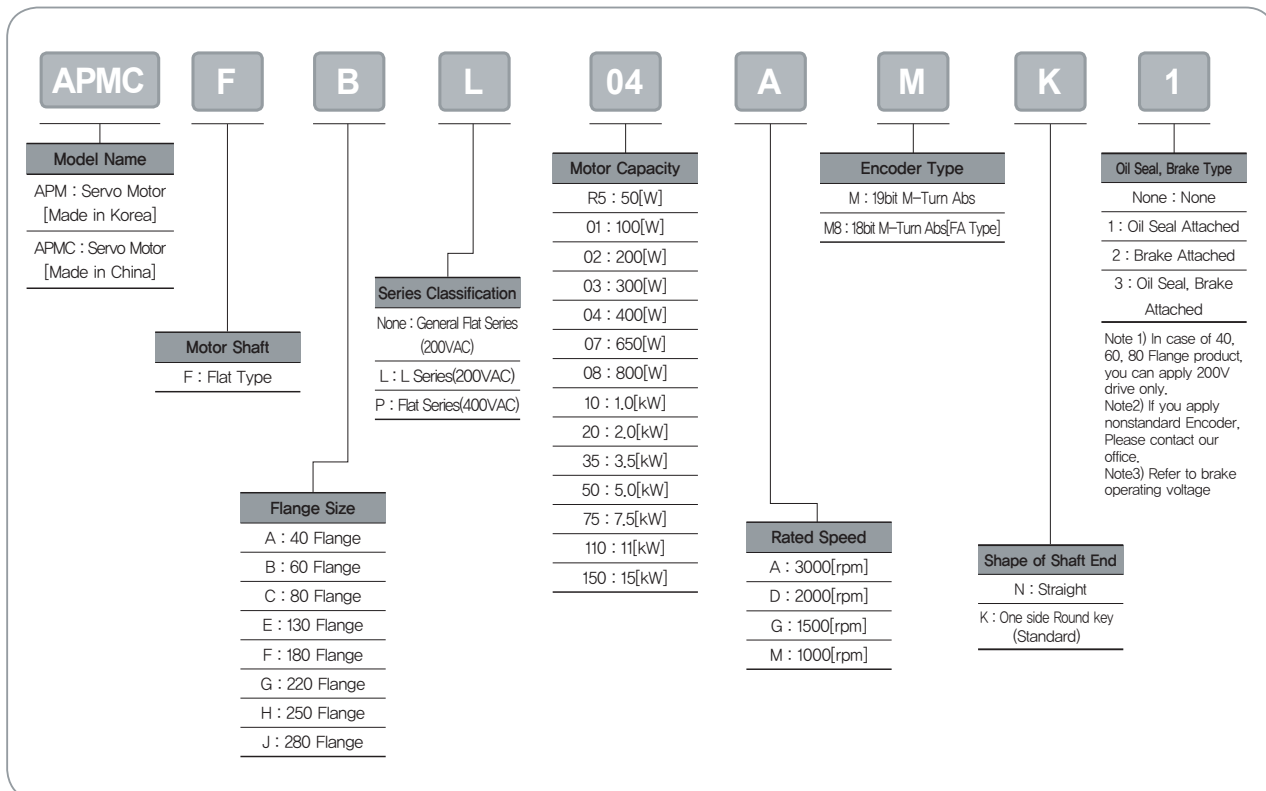 APMC F B L 04 A M K 1
Model Name
APM : Servo Motor
[Made in Korea]
APMC : Servo Motor
[Made in China]
Motor Shaft
F : Flat Type
Flange Size
A : 40 Flange
B : 60 Flange
C : 80 Flange
E : 130 Flange
F : 180 Flange
G : 220 Flange
H : 250 Flange
J : 280 Flange
Series Classification
None : General Flat Series
(200VAC)
L : L Series(200VAC)
P : Flat Series(400VAC)
Motor Capacity
R5 : 50[W]
01 : 100[W]
02 : 200[W]
03 : 300[W]
04 : 400[W]
07 : 650[W]
08 : 800[W]
10 : 1.0[kW]
20 : 2.0[kW]
35 : 3.5[kW]
50 : 5.0[kW]
75 : 7.5[kW]
110 : 11[kW]
150 : 15[kW]
Rated Speed
A : 3000[rpm]
D : 2000[rpm]
G : 1500[rpm]
M : 1000[rpm]
Encoder Type
M : 19bit M-Turn Abs
M8 : 18bit M-Turn Abs[FA Type]
Shape of Shaft End
N : Straight
K : One side Round key
(Standard)
Oil Seal, Brake Type
None : None
1 : Oil Seal Attached
2 : Brake Attached
3 : Oil Seal, Brake
Attached
Note 1) In case of 40,
60, 80 Flange product,
you can apply 200V
drive only.
Note2) If you apply
nonstandard Encoder,
Please contact our
office.
Note3) Refer to brake
operating voltage